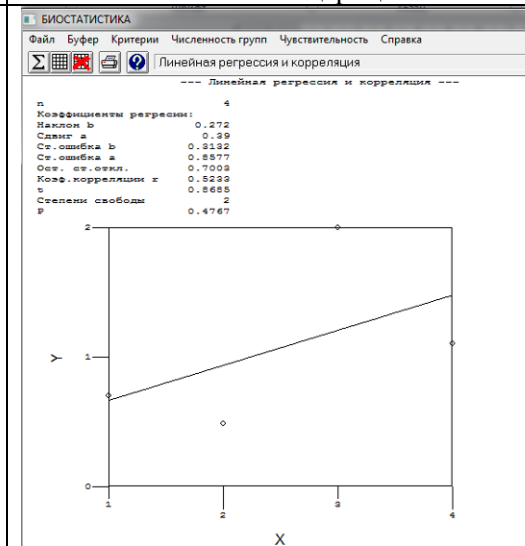 БИОСТАТИСТИКА
Файл Буфер Критерии Численность групп Чувствительность Справка
Линейная регрессия и корреляция
--- Линейная регрессия и корреляция ---
n 4
Коэффициенты регресии:
Наклон b 0.272
Сдвиг a 0.39
Ст.ошибка b 0.3132
Ст.ошибка a 0.8577
Ост. ст.откл. 0.7003
Коэф.корреляции r 0.5233
t 0.8685
Степени свободы 2
P 0.4767
2
Y 1
0
1 2 3 4
X